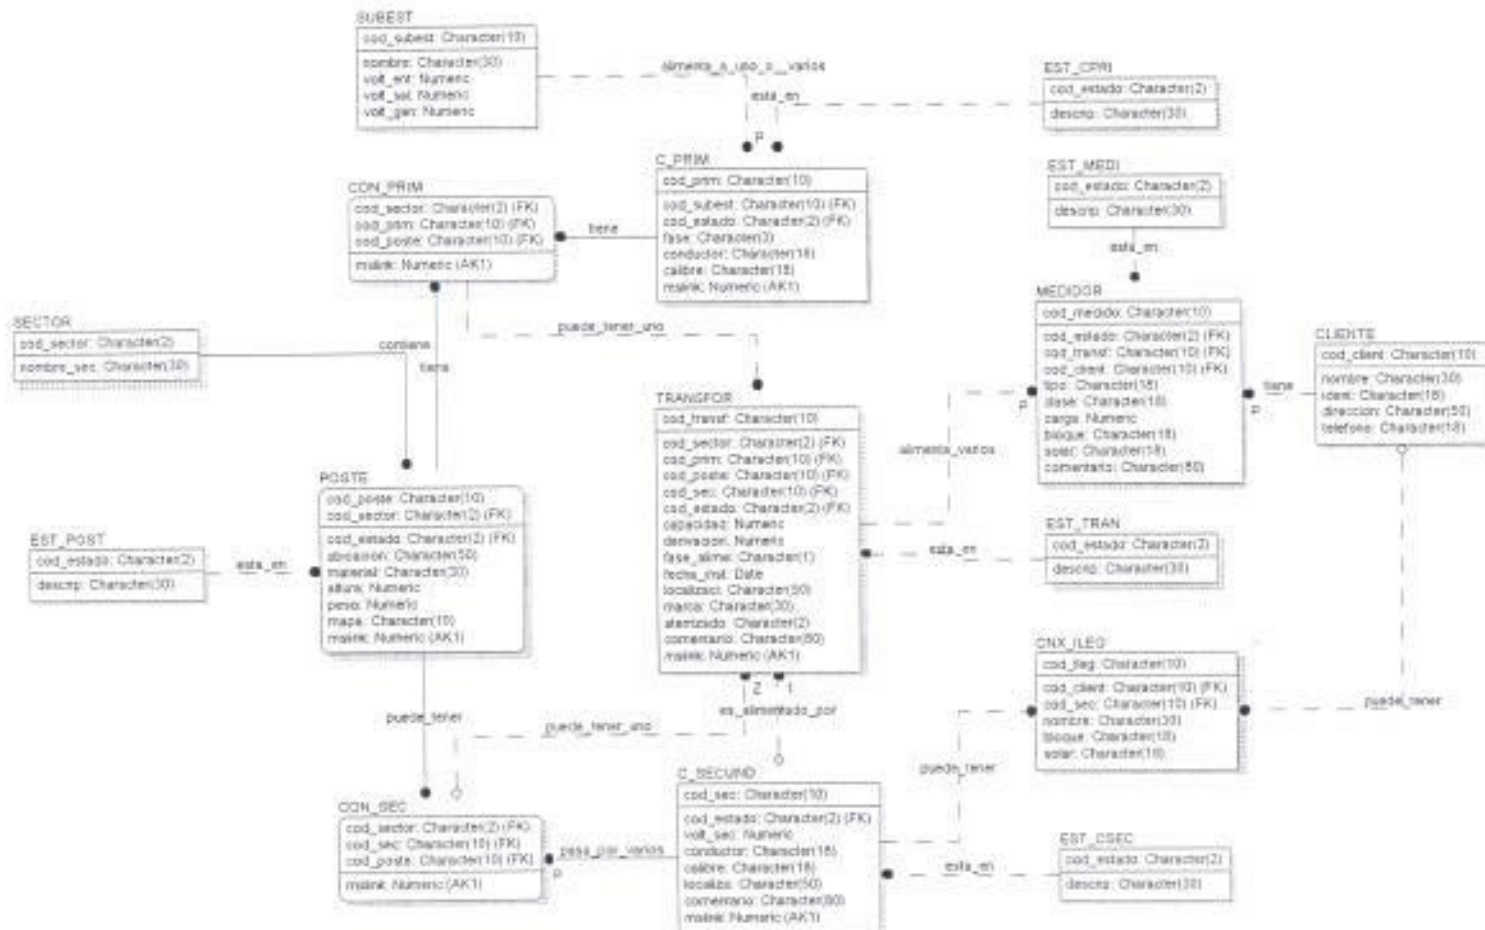 SUBEST
cod_subest: Character(10)
nombre: Character(30)
volt_ent: Numeric
volt_sal: Numeric
volt_gen: Numeric
alimenta_a_uno_o_varios
esta_en
P
EST_CPRI
cod_estado: Character(2)
descrip: Character(30)
C_PRIM
cod_prim: Character(10)
cod_subest: Character(10) (FK)
cod_estado: Character(2) (FK)
fase: Character(3)
conductor: Character(18)
calibre: Character(18)
mslink: Numeric (AK1)
CON_PRIM
cod_sector: Character(2) (FK)
cod_prim: Character(10) (FK)
cod_poste: Character(10) (FK)
mslink: Numeric (AK1)
tiene
EST_MEDI
cod_estado: Character(2)
descrip: Character(30)
esta_en
MEDIDOR
cod_medido: Character(10)
cod_estado: Character(2) (FK)
cod_transf: Character(10) (FK)
cod_client: Character(10) (FK)
tipo: Character(18)
clase: Character(18)
carga: Numeric
bloque: Character(18)
solar: Character(18)
comentario: Character(80)
P
tiene
P
CLIENTE
cod_client: Character(10)
nombre: Character(30)
ident: Character(18)
direccion: Character(50)
telefono: Character(18)
SECTOR
cod_sector: Character(2)
nombre_sec: Character(30)
contiene
tiene
puede_tener_uno
TRANSFOR
cod_transf: Character(10)
cod_sector: Character(2) (FK)
cod_prim: Character(10) (FK)
cod_poste: Character(10) (FK)
cod_sec: Character(10) (FK)
cod_estado: Character(2) (FK)
capacidad: Numeric
derivacion: Numeric
fase_alime: Character(1)
fecha_inst: Date
localizaci: Character(50)
marca: Character(30)
aterrizado: Character(2)
comentario: Character(80)
mslink: Numeric (AK1)
alimenta_varios
POSTE
cod_poste: Character(10)
cod_sector: Character(2) (FK)
cod_estado: Character(2) (FK)
ubicacion: Character(50)
material: Character(30)
altura: Numeric
peso: Numeric
mapa: Character(10)
mslink: Numeric (AK1)
EST_POST
cod_estado: Character(2)
descrip: Character(30)
esta_en
EST_TRAN
cod_estado: Character(2)
descrip: Character(30)
esta_en
CNX_ILEG
cod_ileg: Character(10)
cod_client: Character(10) (FK)
cod_sec: Character(10) (FK)
nombre: Character(30)
bloque: Character(18)
solar: Character(18)
puede_tener
puede_tener
puede_tener_uno
Z
1
es_alimentado_por
puede_tener
CON_SEC
cod_sector: Character(2) (FK)
cod_sec: Character(10) (FK)
cod_poste: Character(10) (FK)
mslink: Numeric (AK1)
pasa_por_varios
P
C_SECUND
cod_sec: Character(10)
cod_estado: Character(2) (FK)
volt_sec: Numeric
conductor: Character(18)
calibre: Character(18)
localiza: Character(50)
comentario: Character(80)
mslink: Numeric (AK1)
esta_en
EST_CSEC
cod_estado: Character(2)
descrip: Character(30)